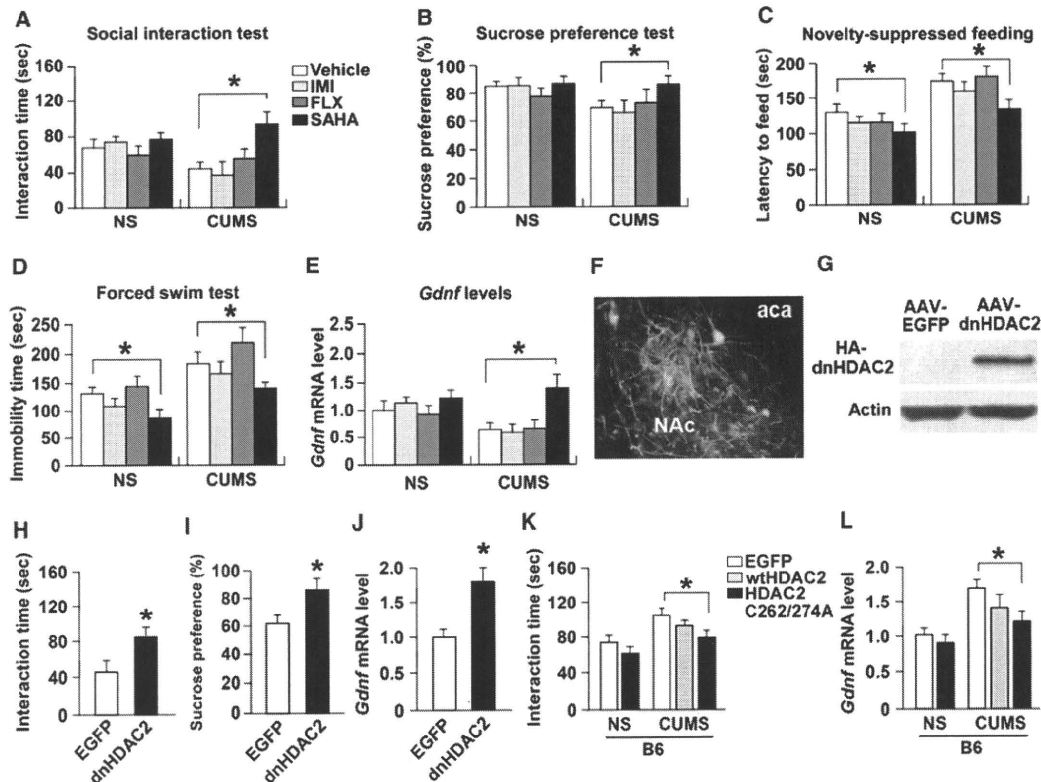 A
Social interaction test
Interaction time (sec)
160
120
80
40
0
NS
CUMS
*
Vehicle
IMI
FLX
SAHA
B
Sucrose preference test
Sucrose preference (%)
100
80
60
40
20
0
NS
CUMS
*
C
Novelty-suppressed feeding
Latency to feed (sec)
200
150
100
50
0
NS
CUMS
*
*
D
Forced swim test
Immobility time (sec)
250
200
150
100
50
0
NS
CUMS
*
*
E
Gdnf levels
Gdnf mRNA level
2.0
1.5
1.0
0.5
0
NS
CUMS
*
F
aca
NAc
G
AAV-
EGFP
AAV-
dnHDAC2
HA-
dnHDAC2
Actin
H
Interaction time (sec)
160
120
80
40
0
EGFP
dnHDAC2
*
I
Sucrose preference (%)
100
80
60
40
20
0
EGFP
dnHDAC2
*
J
Gdnf mRNA level
2.0
1.5
1.0
0.5
0
EGFP
dnHDAC2
*
K
Interaction time (sec)
160
120
80
40
0
NS
CUMS
B6
*
EGFP
wtHDAC2
HDAC2
C262/274A
L
Gdnf mRNA level
2.0
1.5
1.0
0.5
0
NS
CUMS
B6
*